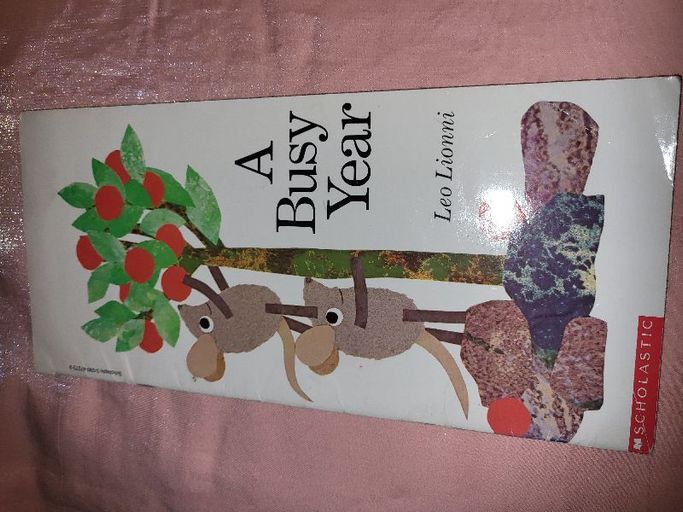 A
Busy
Year
Leo Lionni
SCHOLASTIC